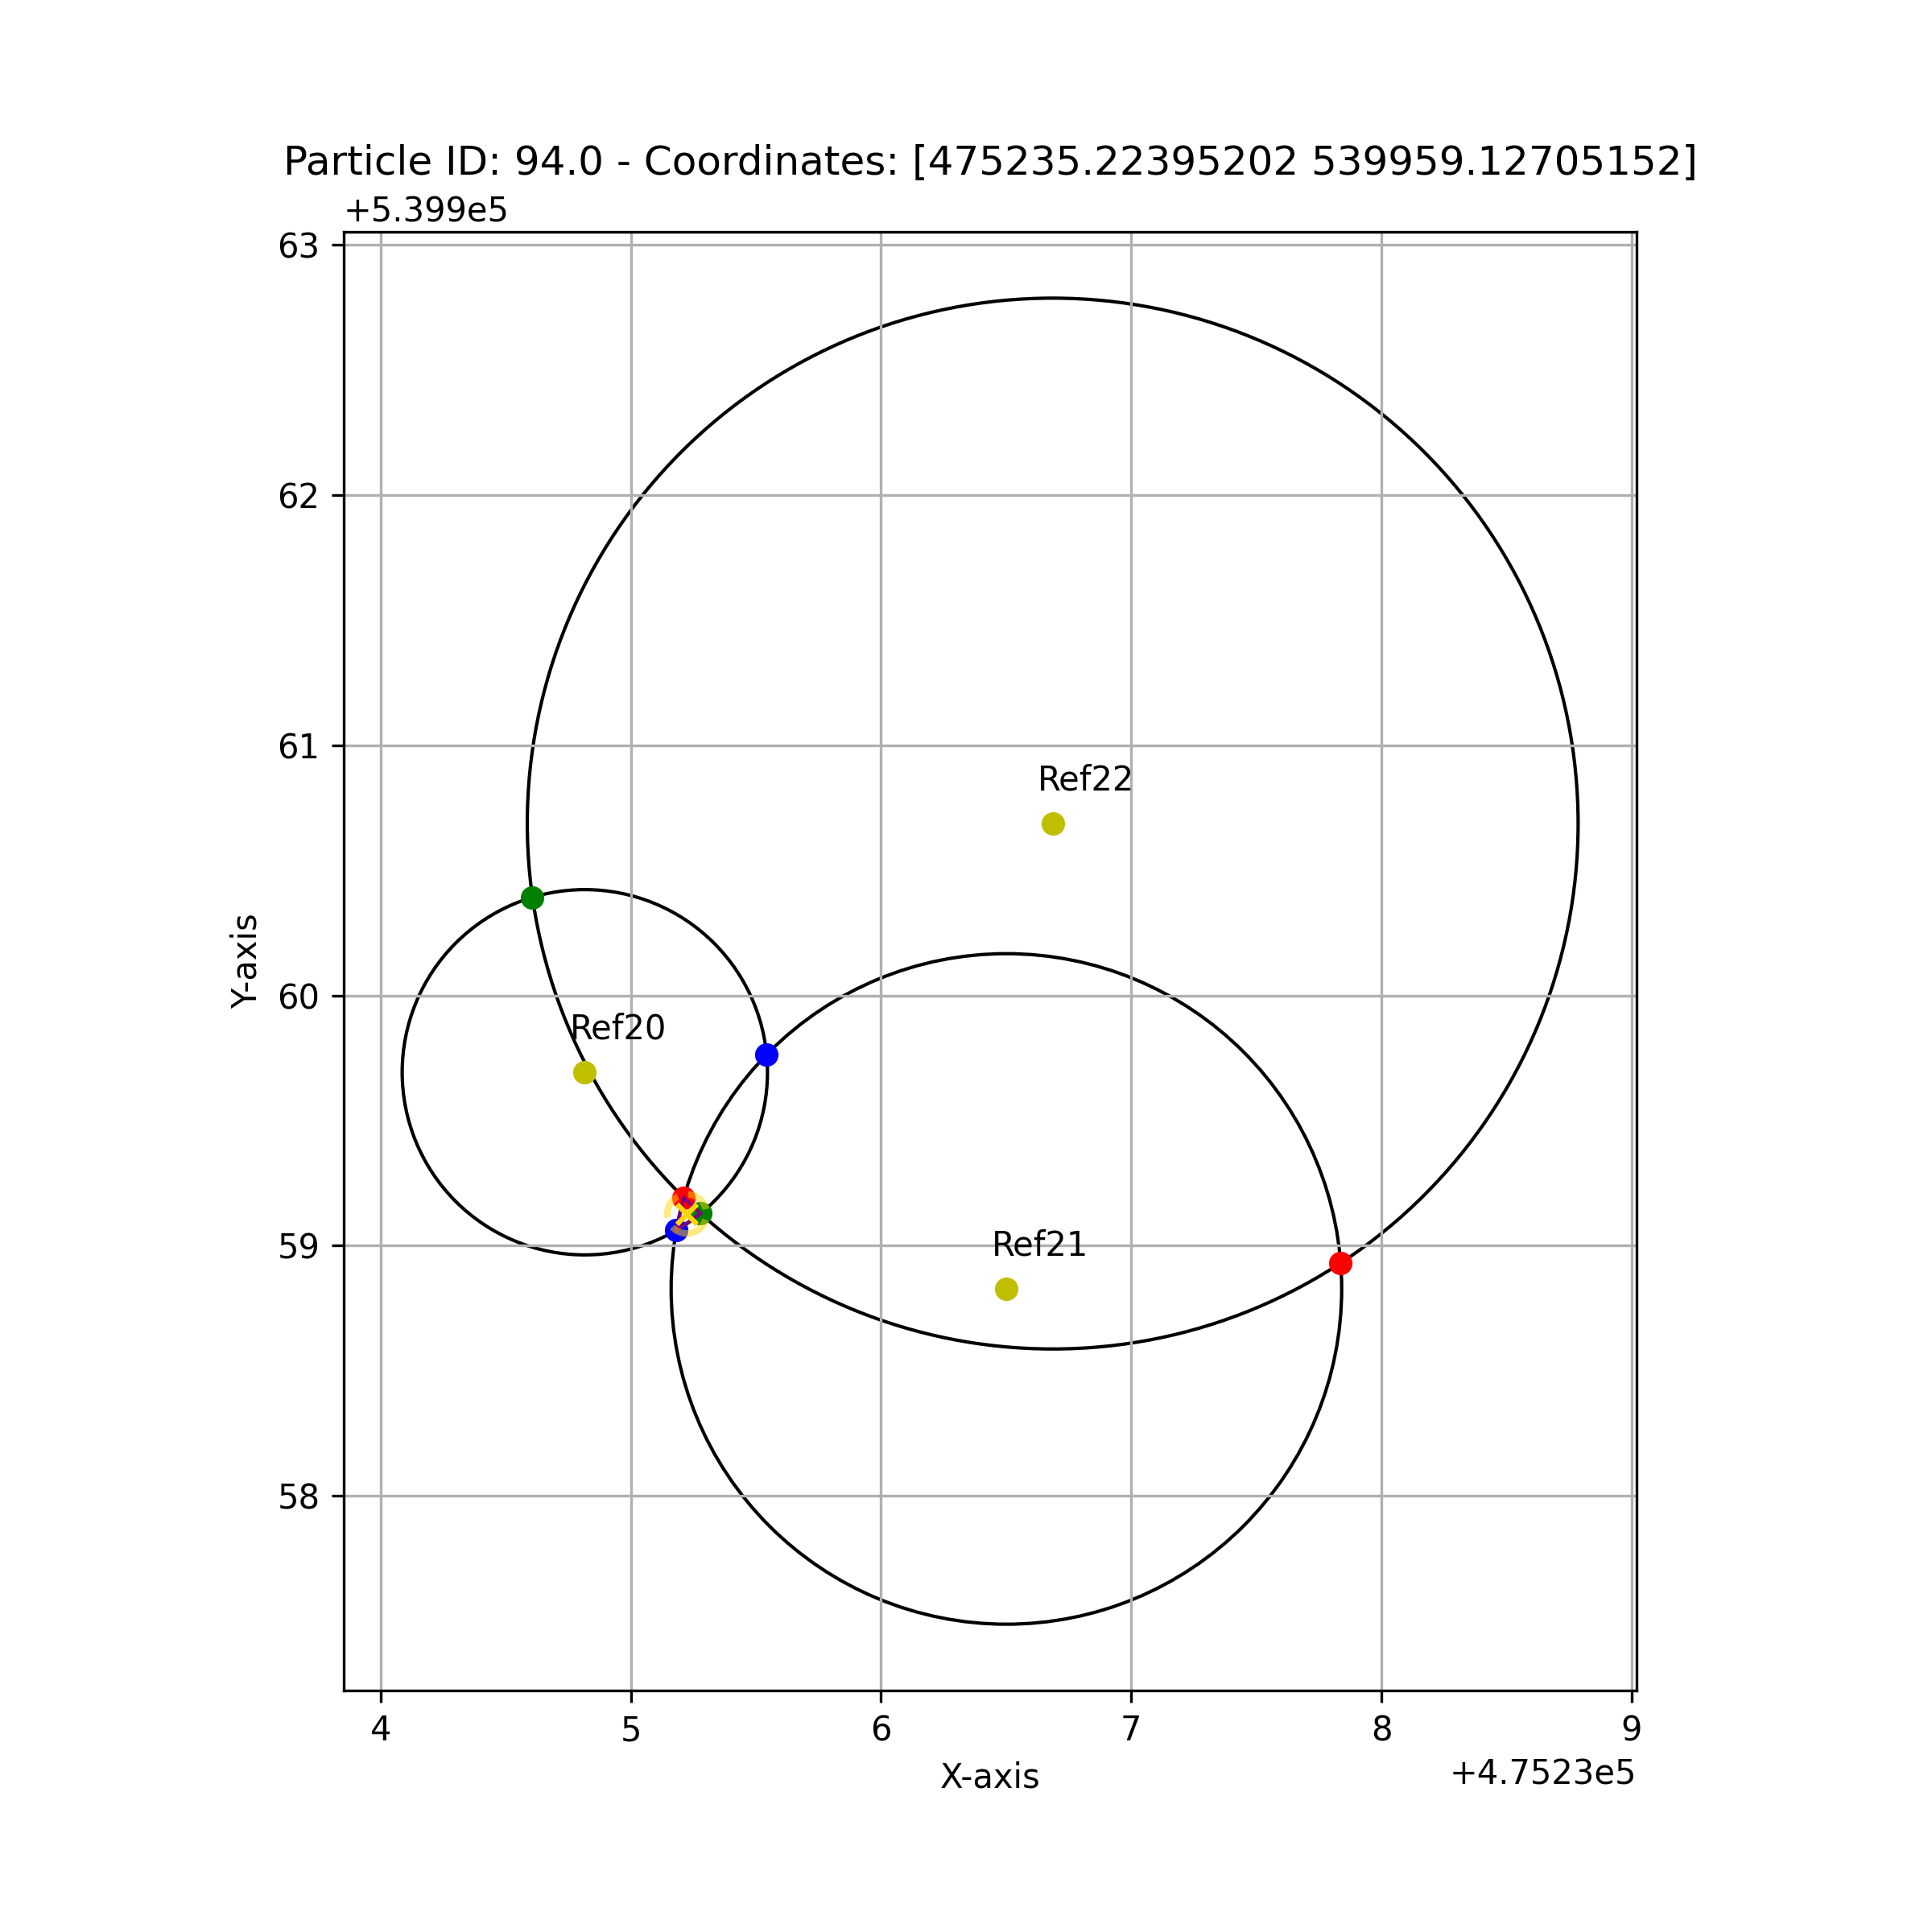 Particle ID: 94.0 - Coordinates: [475235.22395202 539959.12705152]
+5.399e5
63
62
61
Ref22
60
Ref20
59
Ref21
58
Y-axis
4 5 6 7 8 9
X-axis
+4.7523e5